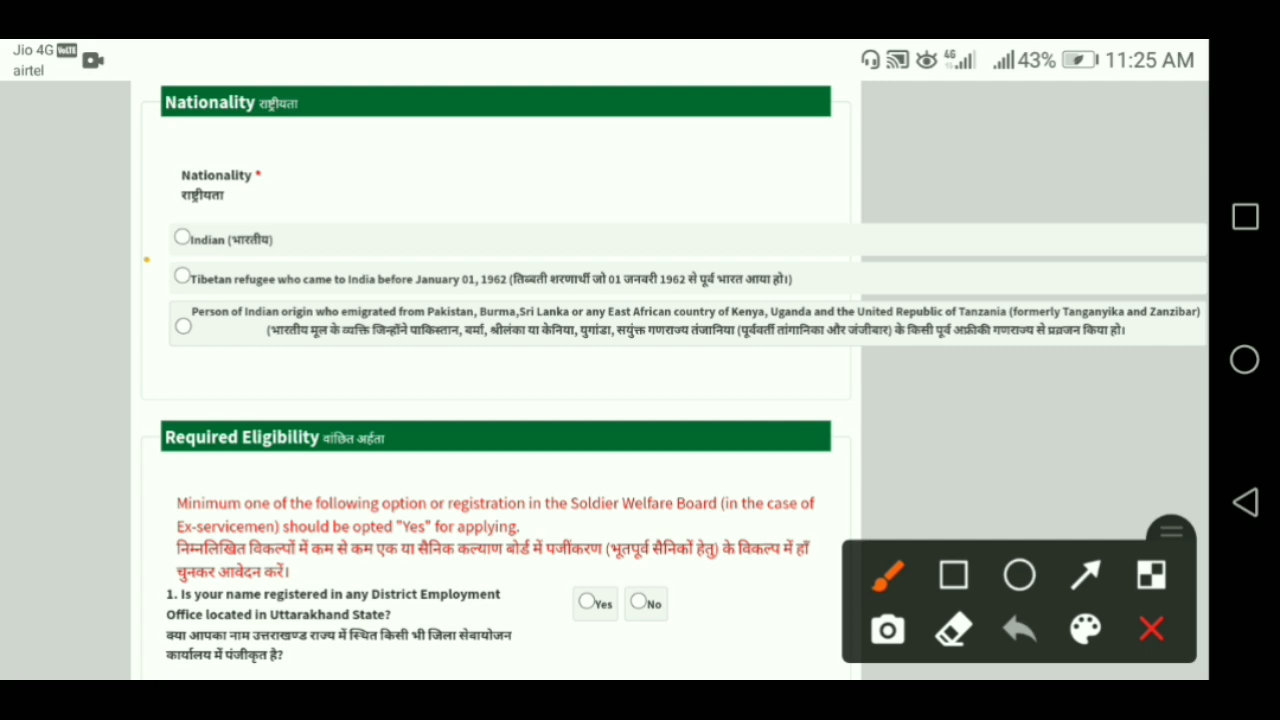 Jio 4G VoLTE
airtel
4G 43% 11:25 AM
Nationality राष्ट्रीयता
Nationality *
राष्ट्रीयता
Indian (भारतीय)
Tibetan refugee who came to India before January 01, 1962 (तिब्बती शरणार्थी जो 01 जनवरी 1962 से पूर्व भारत आया हो।)
Person of Indian origin who emigrated from Pakistan, Burma,Sri Lanka or any East African country of Kenya, Uganda and the United Republic of Tanzania (formerly Tanganyika and Zanzibar)
(भारतीय मूल के व्यक्ति जिन्होंने पाकिस्तान, बर्मा, श्रीलंका या केनिया, युगांडा, सयुंक्त गणराज्य तंजानिया (पूर्ववर्ती तांगानिका और जंजीबार) के किसी पूर्व अफ्रीकी गणराज्य से प्रव्रजन किया हो।
Required Eligibility वांछित अर्हता
Minimum one of the following option or registration in the Soldier Welfare Board (in the case of
Ex-servicemen) should be opted "Yes" for applying.
निम्नलिखित विकल्पों में कम से कम एक या सैनिक कल्याण बोर्ड में पजींकरण (भूतपूर्व सैनिकों हेतु) के विकल्प में हाँ
चुनकर आवेदन करें।
1. Is your name registered in any District Employment
Office located in Uttarakhand State?
Yes No
क्या आपका नाम उत्तराखण्ड राज्य में स्थित किसी भी जिला सेवायोजन
कार्यालय में पंजीकृत है?